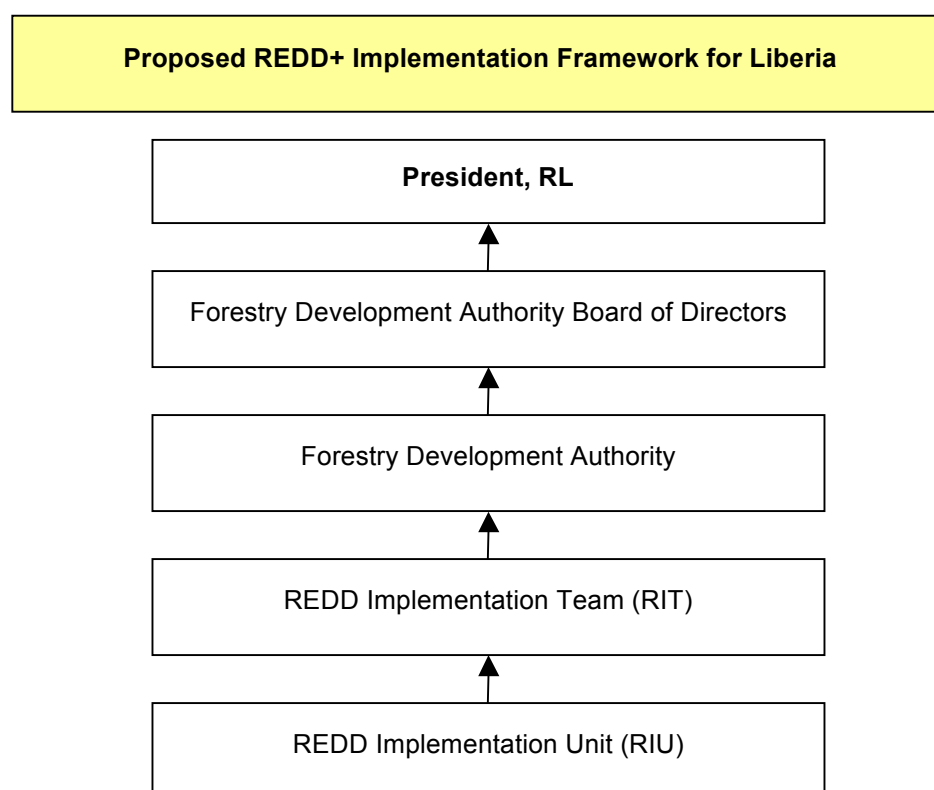 Proposed REDD+ Implementation Framework for Liberia
President, RL
Forestry Development Authority Board of Directors
Forestry Development Authority
REDD Implementation Team (RIT)
REDD Implementation Unit (RIU)